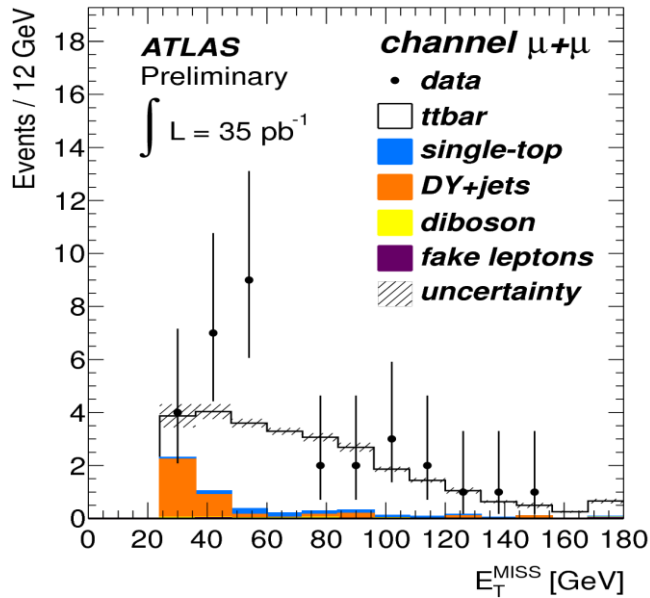 Events / 12 GeV
18
16
14
12
10
8
6
4
2
0
ATLAS
Preliminary
∫ L = 35 pb⁻¹
channel μ+μ
data
ttbar
single-top
DY+jets
diboson
fake leptons
uncertainty
0 20 40 60 80 100 120 140 160 180
E_T^MISS [GeV]